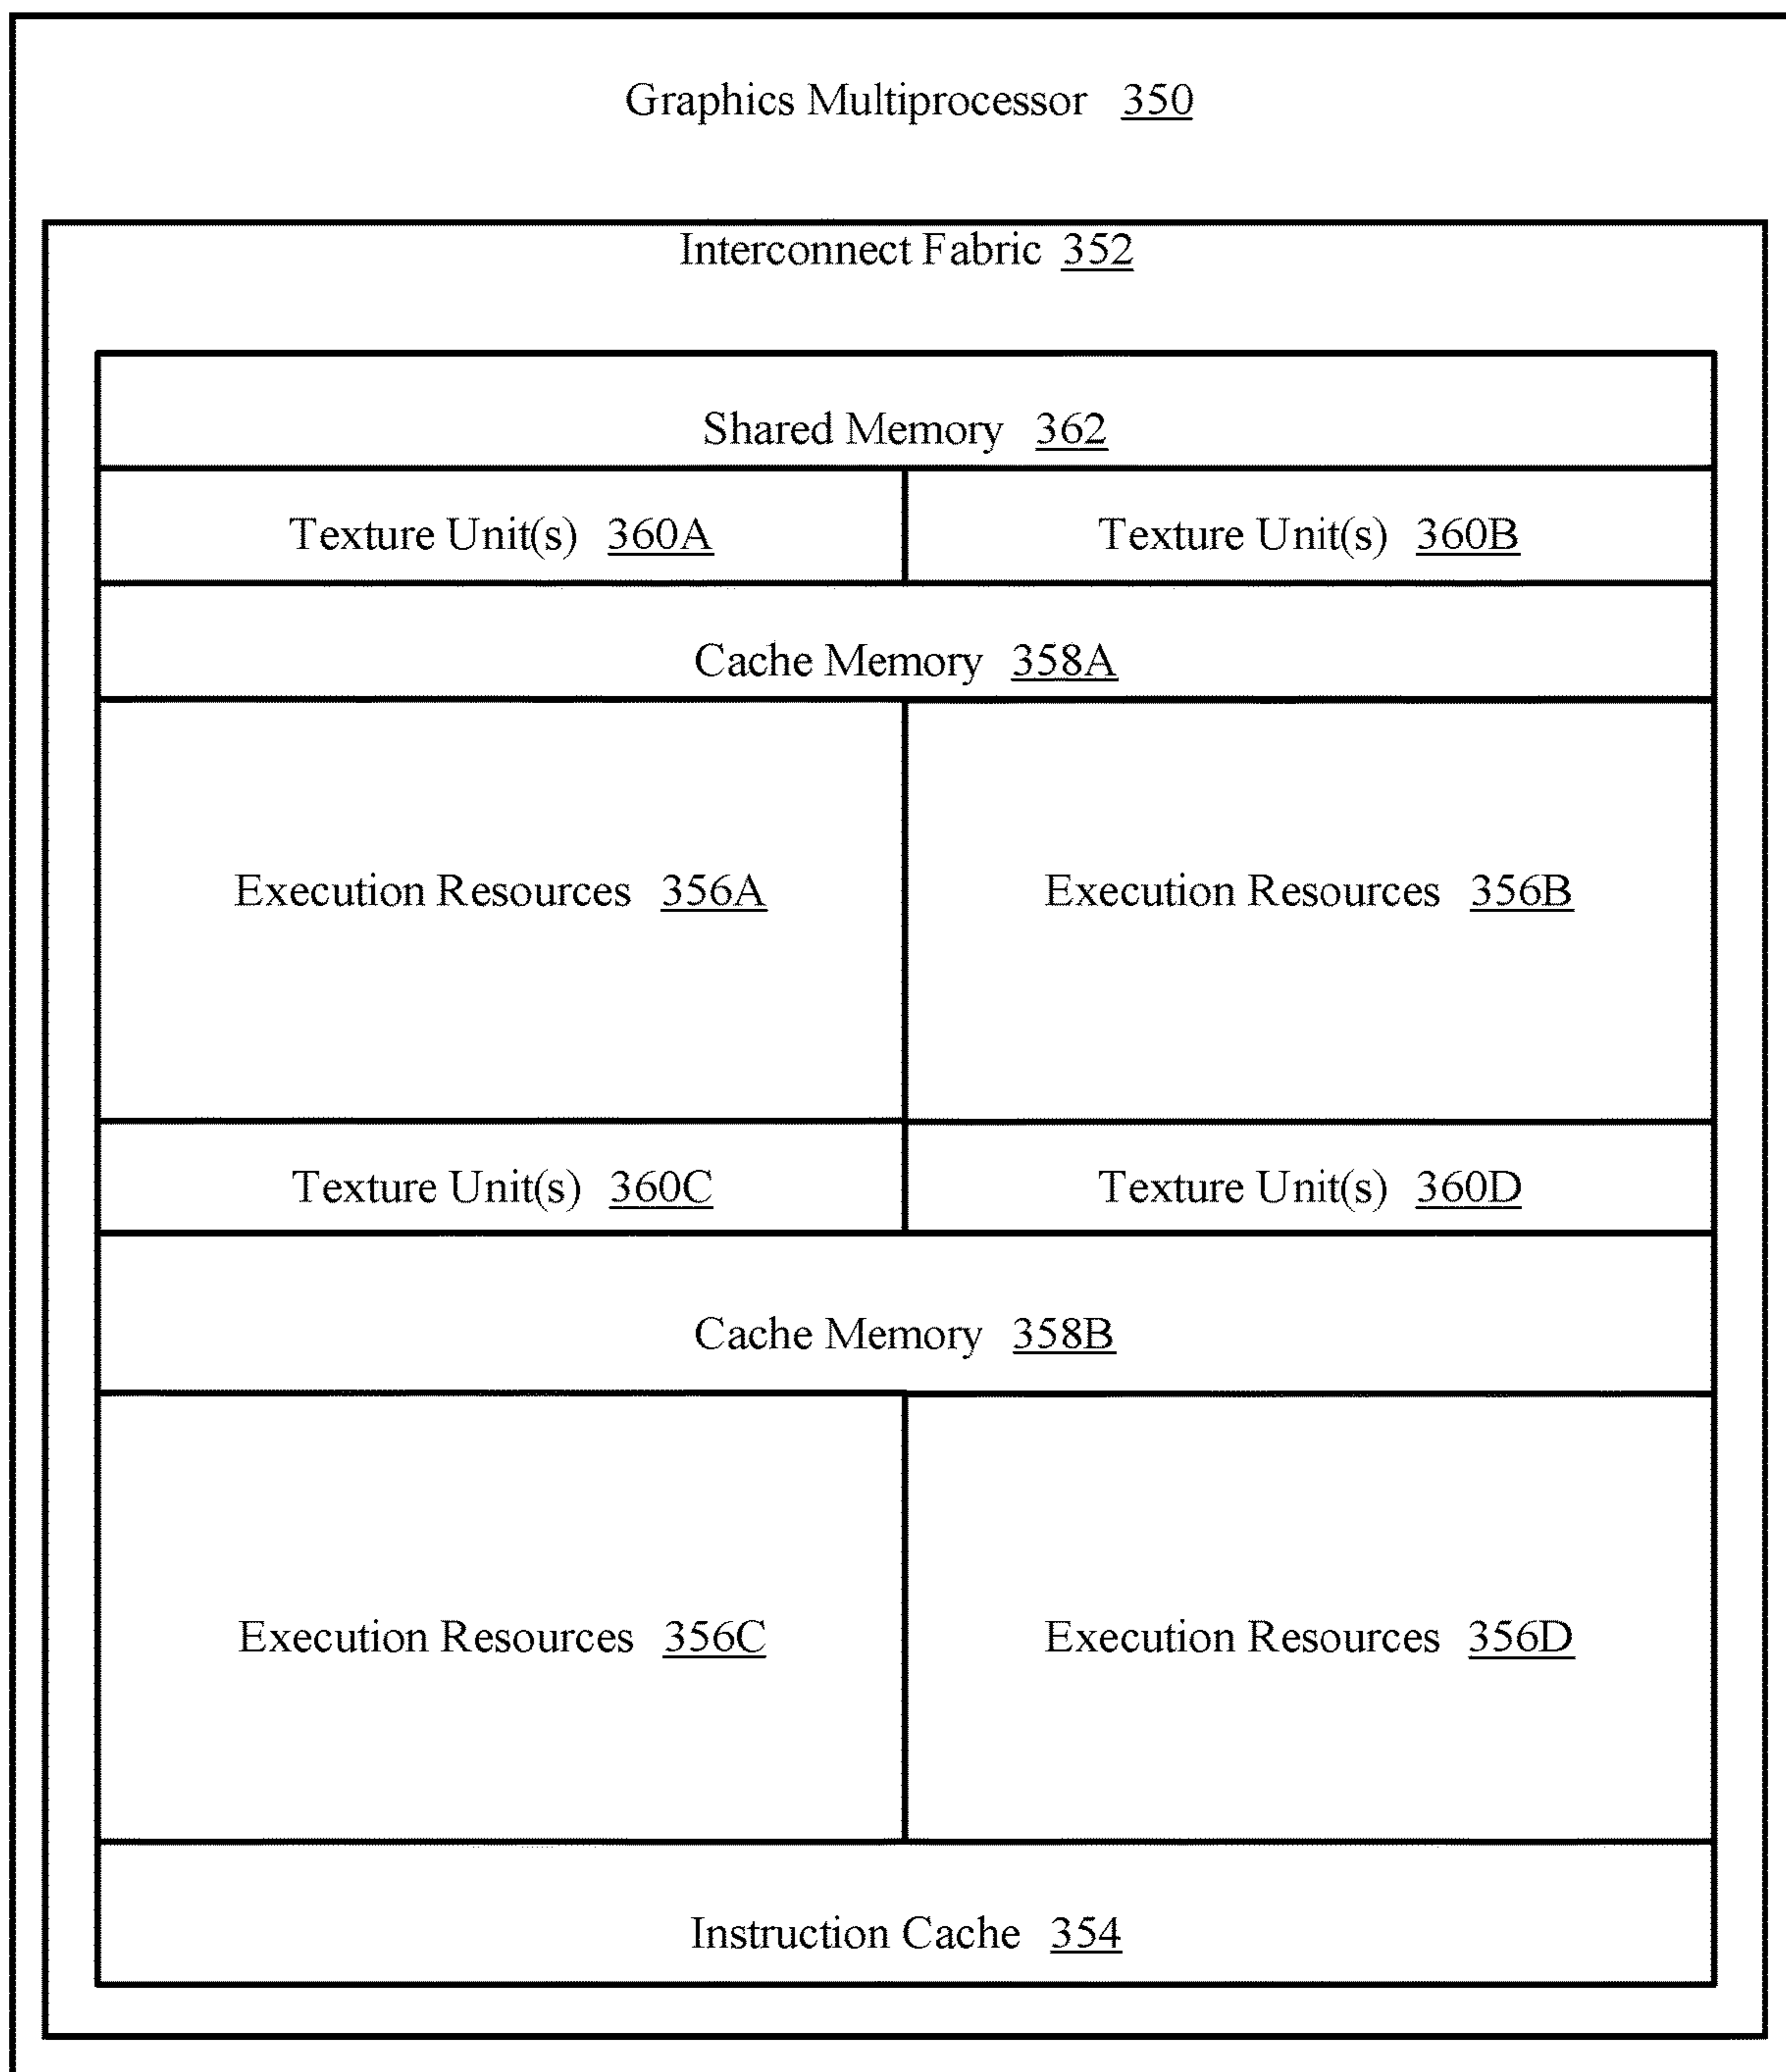 Graphics Multiprocessor 350
Interconnect Fabric 352
Shared Memory 362
Texture Unit(s) 360A
Texture Unit(s) 360B
Cache Memory 358A
Execution Resources 356A
Execution Resources 356B
Texture Unit(s) 360C
Texture Unit(s) 360D
Cache Memory 358B
Execution Resources 356C
Execution Resources 356D
Instruction Cache 354